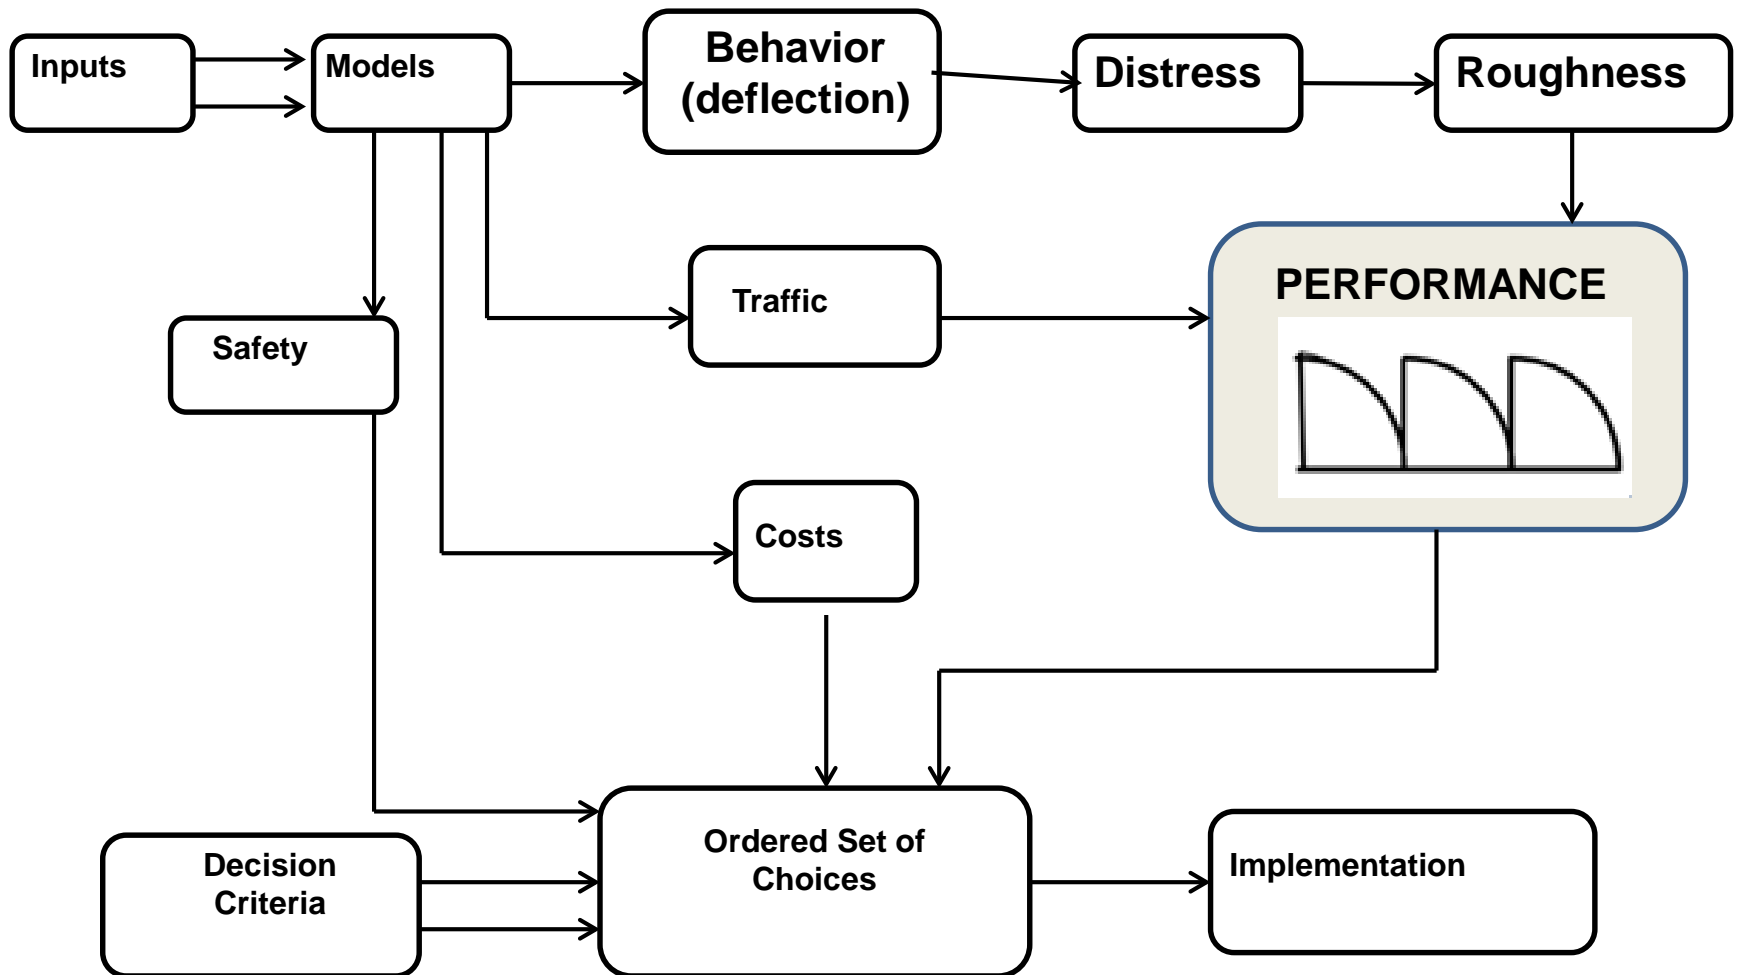 Inputs
Models
Behavior
(deflection)
Distress
Roughness
PERFORMANCE
Traffic
Safety
Costs
Ordered Set of
Choices
Decision
Criteria
Implementation